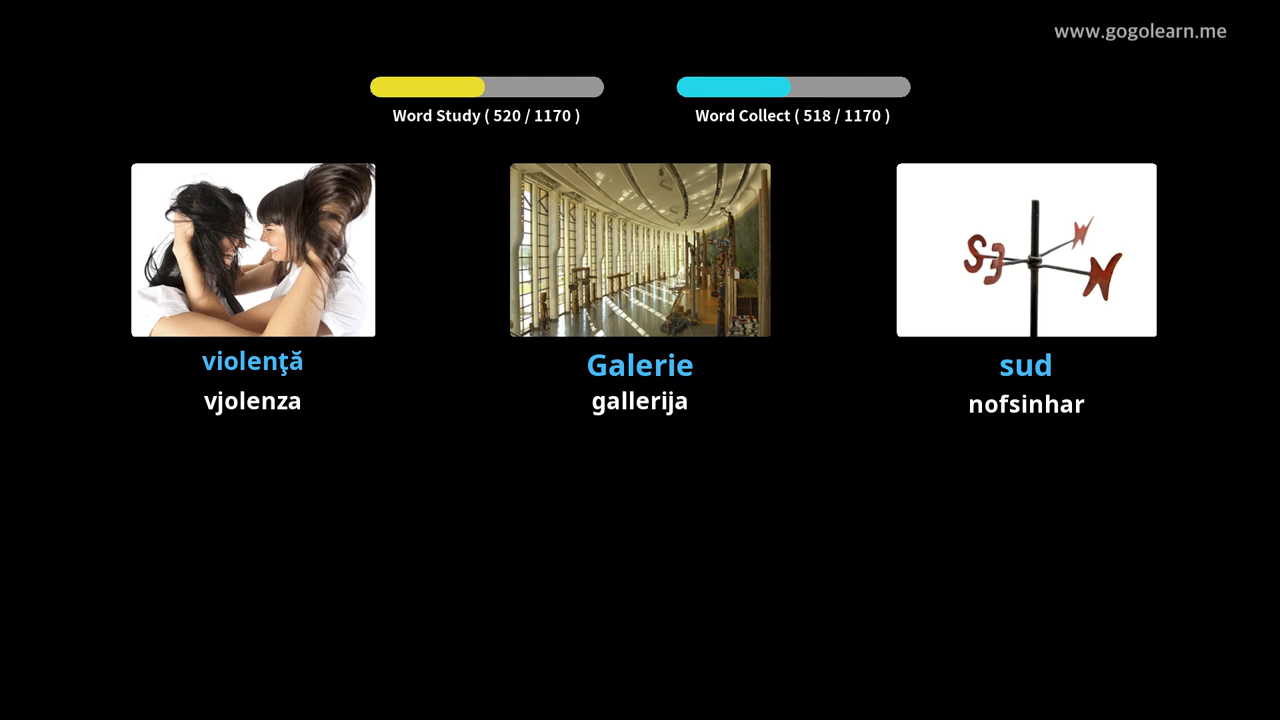 www.gogolearn.me
Word Study ( 520 / 1170 )
Word Collect ( 518 / 1170 )
S E N W
violenţă
Galerie
sud
vjolenza
gallerija
nofsinhar